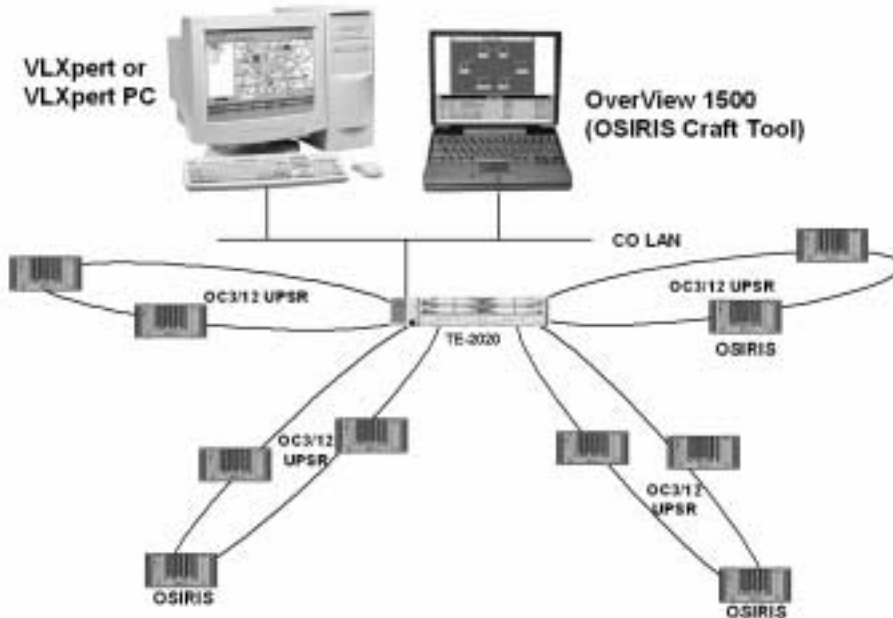 VLXpert or
VLXpert PC
OverView 1500
(OSIRIS Craft Tool)
CO LAN
OC3/12 UPSR
OC3/12 UPSR
TE-2020
OSIRIS
OC3/12
UPSR
OC3/12
UPSR
OSIRIS
OSIRIS